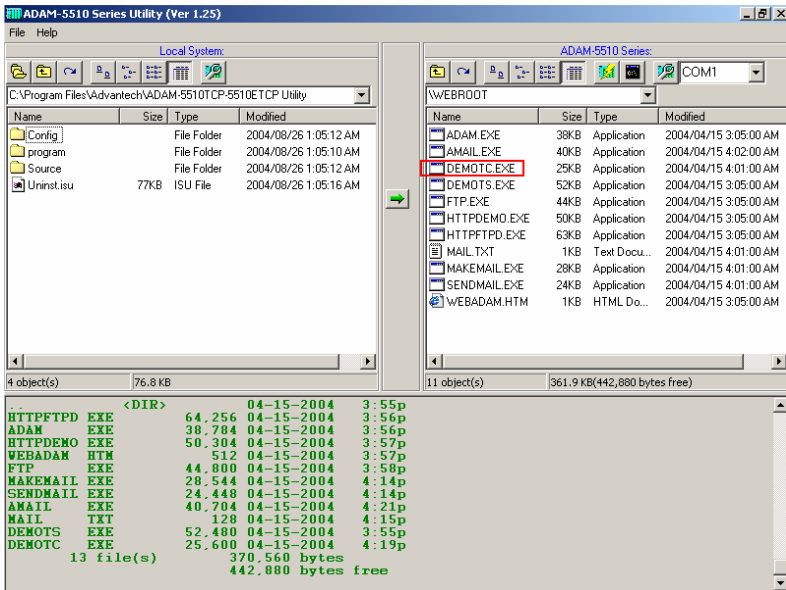 ADAM-5510 Series Utility (Ver 1.25)
File Help
Local System:
C:\Program Files\Advantech\ADAM-5510TCP-5510ETCP Utility
Name Size Type Modified
Config File Folder 2004/08/26 1:05:12 AM
program File Folder 2004/08/26 1:05:10 AM
Source File Folder 2004/08/26 1:05:12 AM
Uninst.isu 77KB ISU File 2004/08/26 1:05:16 AM
4 object(s) 76.8 KB
ADAM-5510 Series:
COM1
\WEBROOT
Name Size Type Modified
ADAM.EXE 38KB Application 2004/04/15 3:05:00 AM
AMAIL.EXE 40KB Application 2004/04/15 4:02:00 AM
DEMOTC.EXE 25KB Application 2004/04/15 4:01:00 AM
DEMOTS.EXE 52KB Application 2004/04/15 3:05:00 AM
FTP.EXE 44KB Application 2004/04/15 3:05:00 AM
HTTPDEMO.EXE 50KB Application 2004/04/15 3:05:00 AM
HTTPFTPD.EXE 63KB Application 2004/04/15 3:05:00 AM
MAIL.TXT 1KB Text Docu... 2004/04/15 4:01:00 AM
MAKEMAIL.EXE 28KB Application 2004/04/15 4:01:00 AM
SENDMAIL.EXE 24KB Application 2004/04/15 4:01:00 AM
WEBADAM.HTM 1KB HTML Do... 2004/04/15 3:05:00 AM
11 object(s) 361.9 KB(442,880 bytes free)
.. <DIR> 04-15-2004 3:55p
HTTPFTPD EXE 64,256 04-15-2004 3:56p
ADAM EXE 38,784 04-15-2004 3:56p
HTTPDEMO EXE 50,304 04-15-2004 3:57p
WEBADAM HTM 512 04-15-2004 3:57p
FTP EXE 44,800 04-15-2004 3:58p
MAKEMAIL EXE 28,544 04-15-2004 4:14p
SENDMAIL EXE 24,448 04-15-2004 4:14p
AMAIL EXE 40,704 04-15-2004 4:21p
MAIL TXT 128 04-15-2004 4:15p
DEMOTS EXE 52,480 04-15-2004 3:55p
DEMOTC EXE 25,600 04-15-2004 4:19p
13 file(s) 370,560 bytes
442,880 bytes free